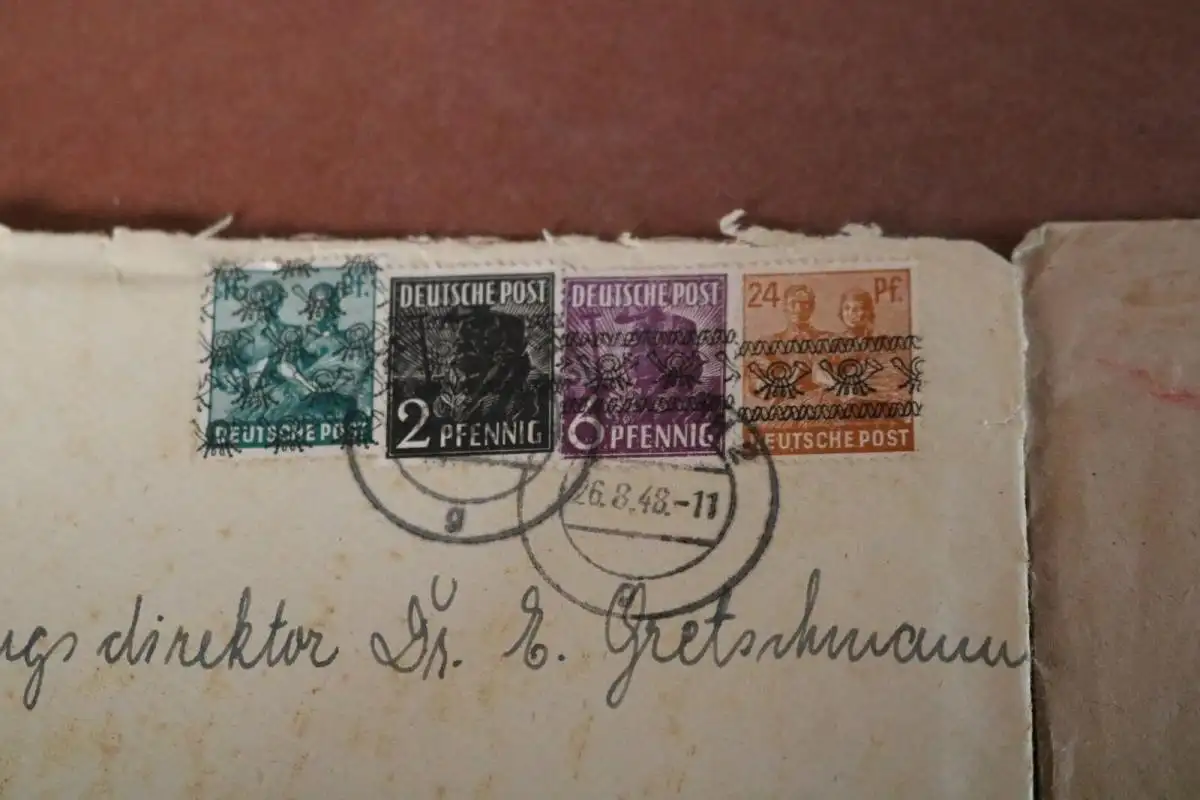 16 Pf. DEUTSCHE POST
DEUTSCHE POST 2 PFENNIG
DEUTSCHE POST 6 PFENNIG
24 Pf. DEUTSCHE POST
26.8.48.-11
g
g
direktor Dr. E. Gretschmann